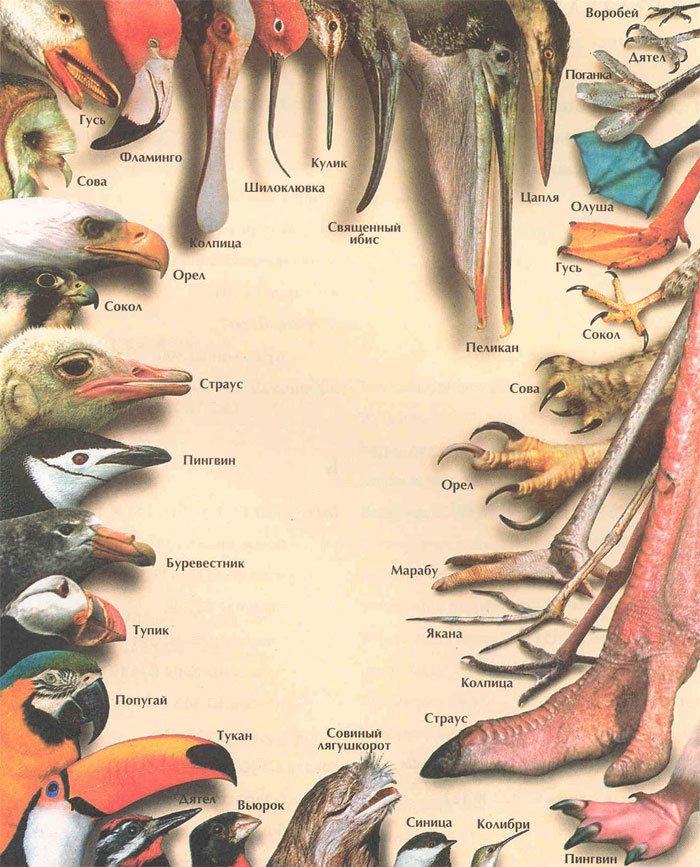 Воробей
Дятел
Поганка
Гусь
Фламинго
Сова
Шилоклювка
Кулик
Цапля
Олуша
Колпица
Священный
ибис
Гусь
Орел
Сокол
Сокол
Пеликан
Страус
Сова
Пингвин
Орел
Буревестник
Марабу
Тупик
Якана
Колпица
Попугай
Страус
Тукан
Совиный
лягушкорот
Дятел
Вьюрок
Синица
Колибри
Пингвин